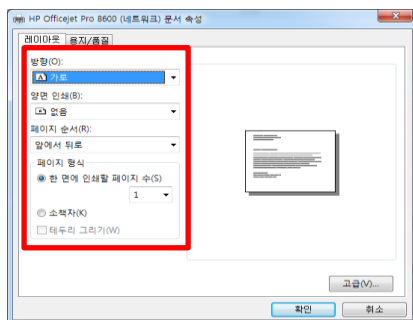 HP Officejet Pro 8600 (네트워크) 문서 속성
레이아웃 용지/품질
방향(O):
가로
양면 인쇄(B):
없음
페이지 순서(R):
앞에서 뒤로
페이지 형식
한 면에 인쇄할 페이지 수(S)
1
소책자(K)
테두리 그리기(W)
고급(V)...
확인 취소